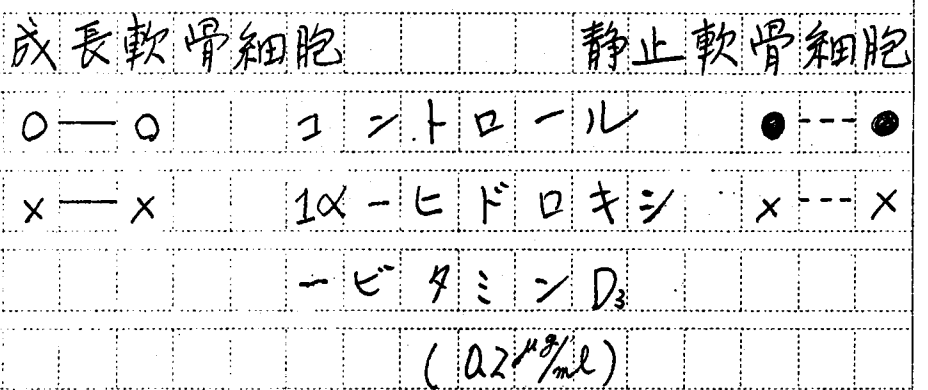 成長軟骨細胞 静止軟骨細胞
○―○ コントロール ●---●
×―× 1α-ヒドロキシ ×---×
-ビタミンD₃
(0.2μg/ml)